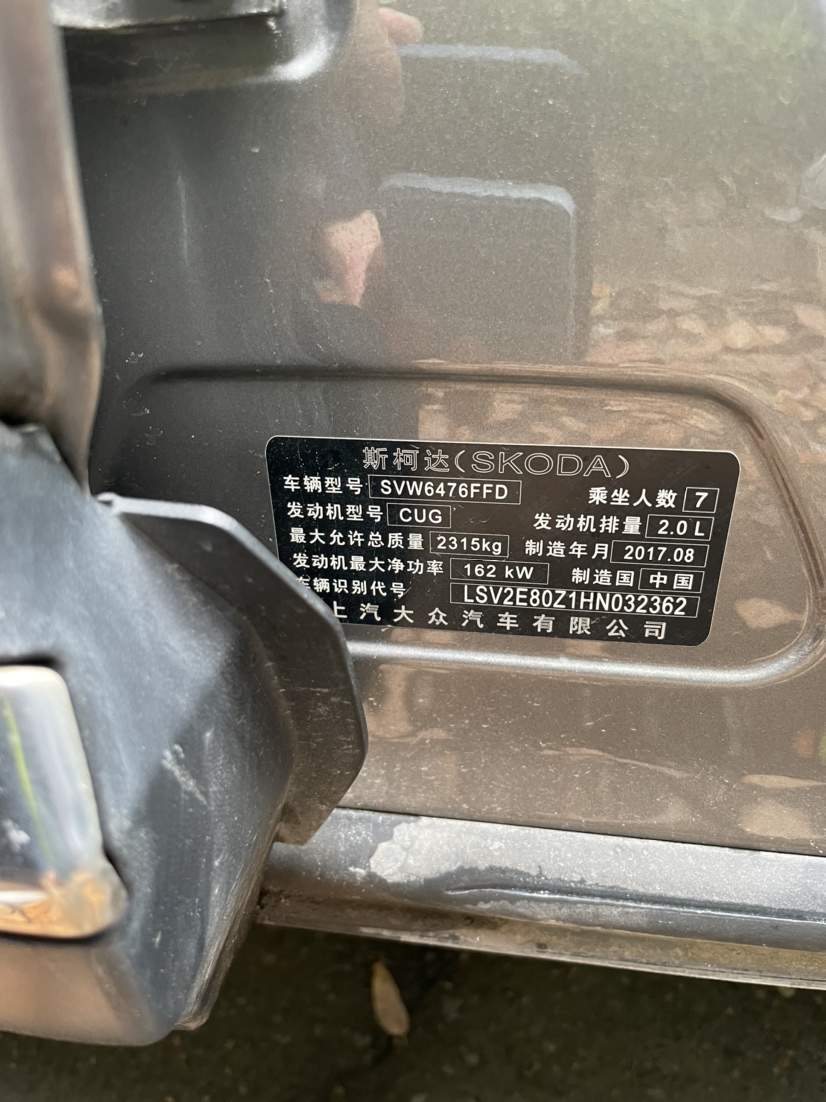 斯柯达(SKODA)
车辆型号 SVW6476FFD 乘坐人数 7
发动机型号 CUG 发动机排量 2.0 L
最大允许总质量 2315kg 制造年月 2017.08
发动机最大净功率 162 kW 制造国 中国
车辆识别代号 LSV2E80Z1HN032362
上汽大众汽车有限公司